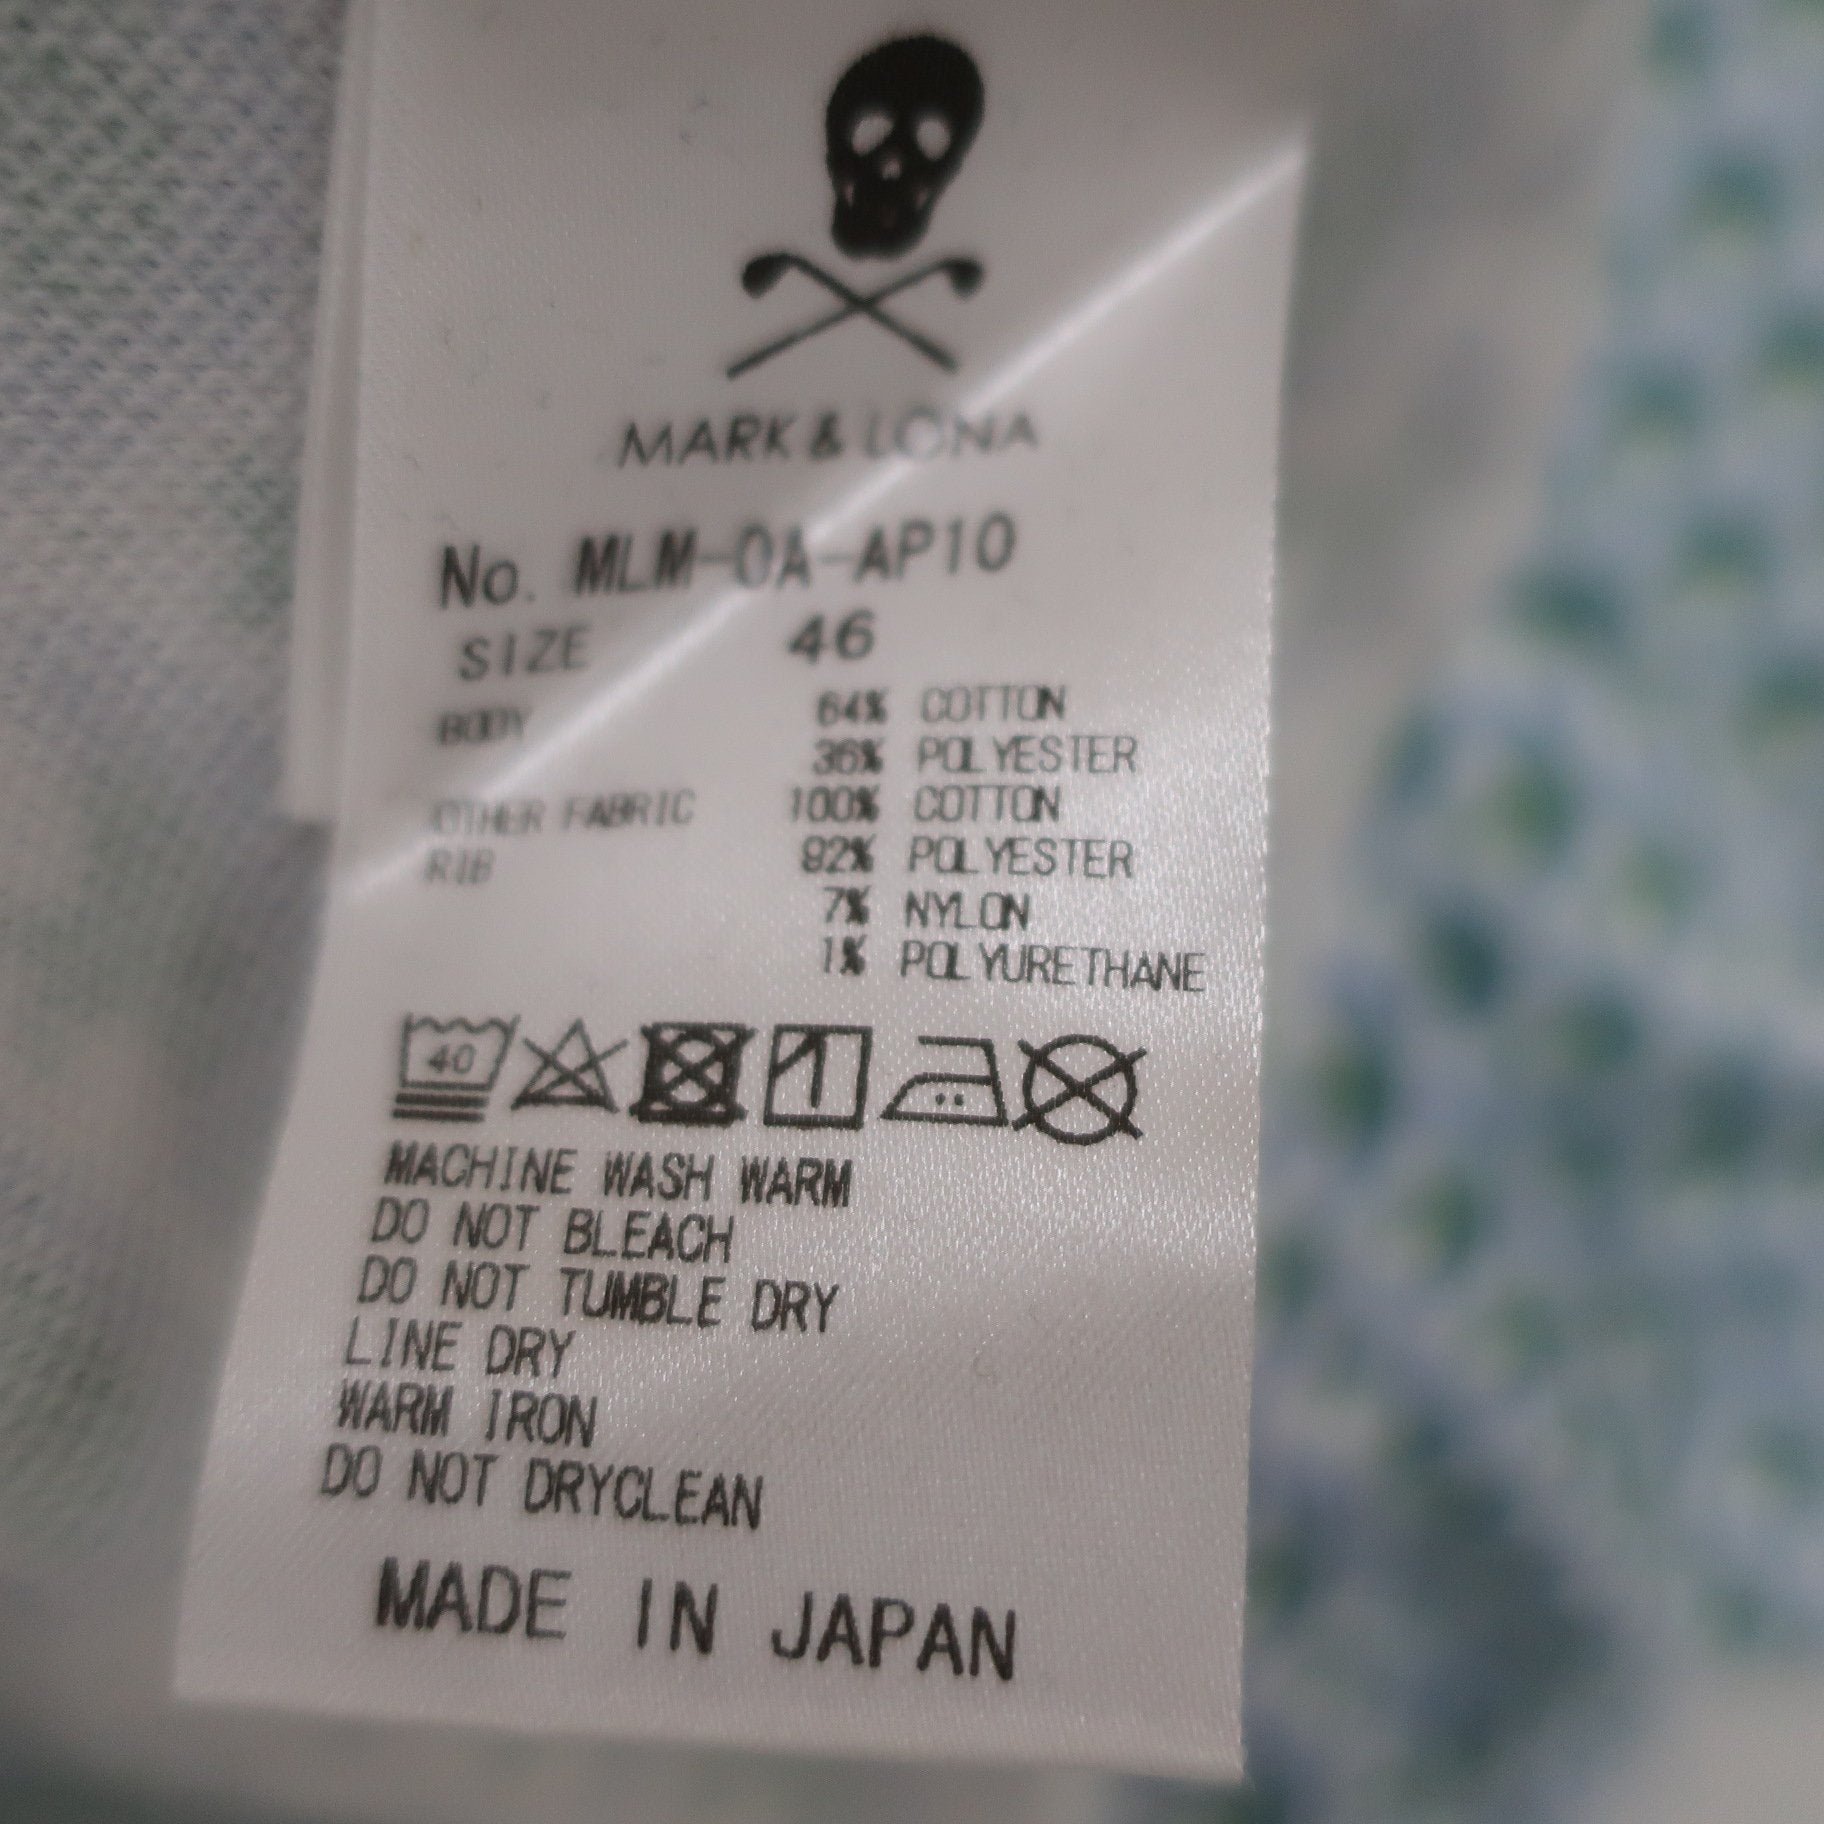 MARK & LONA
No. MLM-0A-AP10
SIZE 46
BODY 64% COTTON
36% POLYESTER
OTHER FABRIC 100% COTTON
RIB 92% POLYESTER
7% NYLON
1% POLYURETHANE
40
MACHINE WASH WARM
DO NOT BLEACH
DO NOT TUMBLE DRY
LINE DRY
WARM IRON
DO NOT DRYCLEAN
MADE IN JAPAN